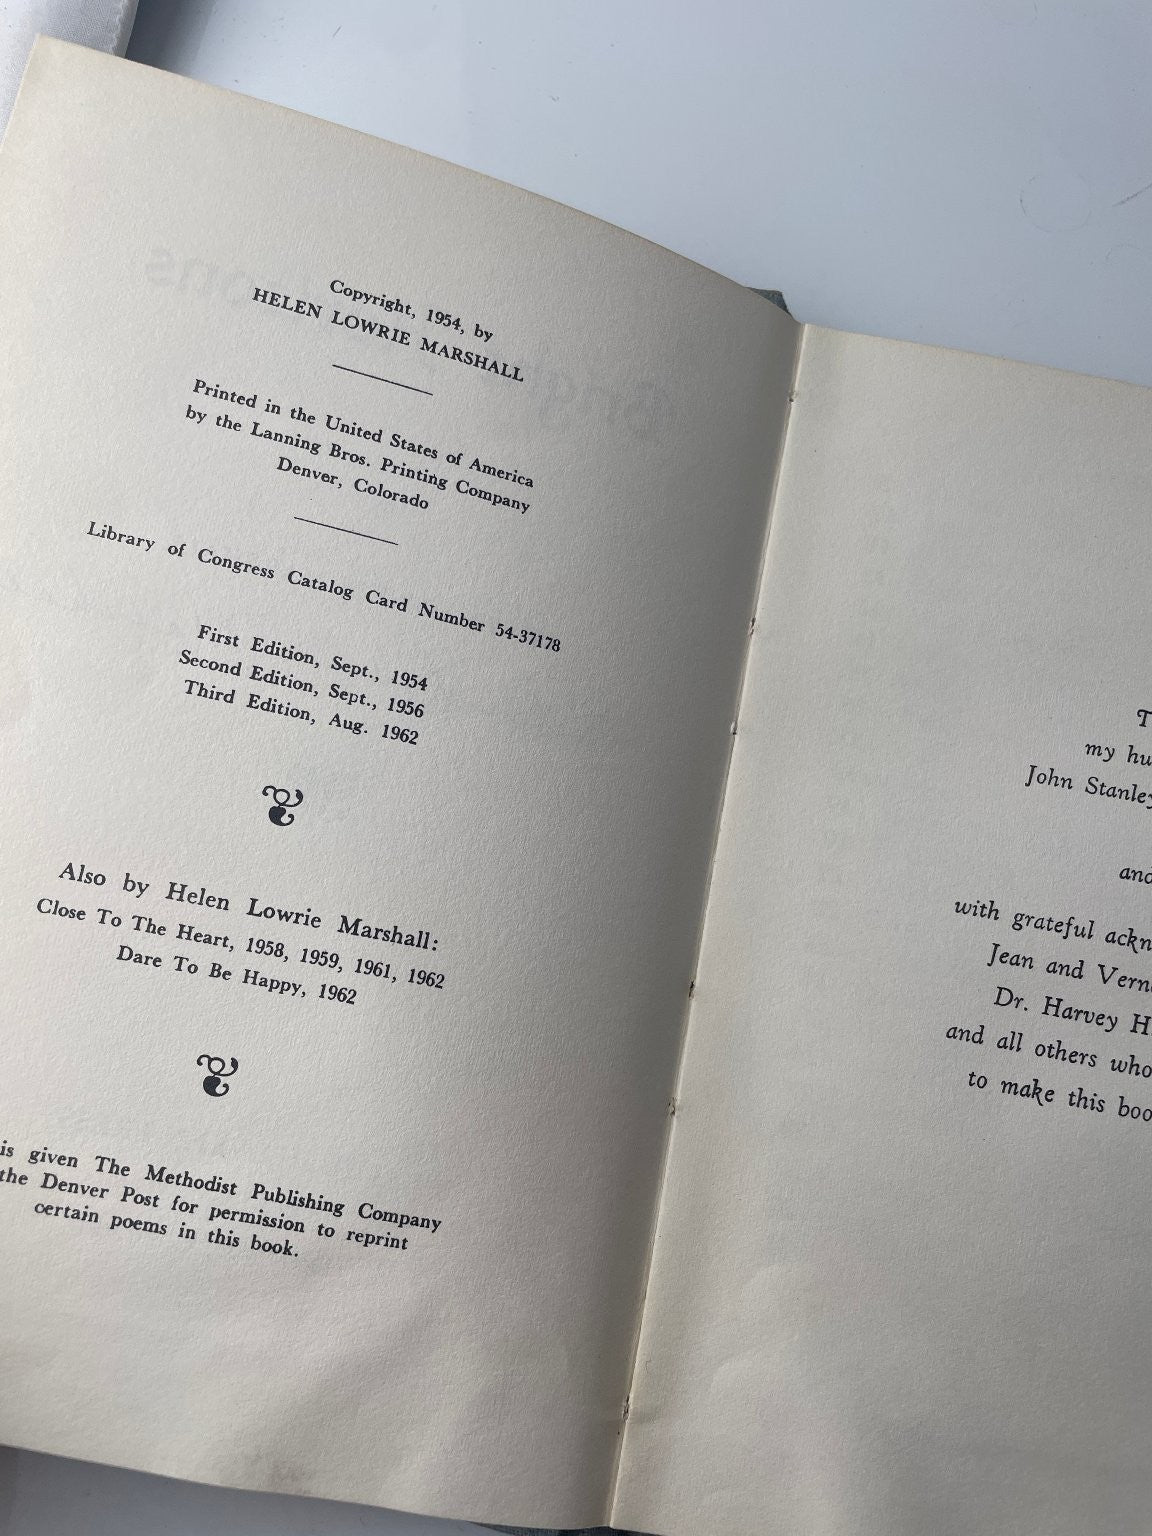 Copyright, 1954, by
HELEN LOWRIE MARSHALL
Printed in the United States of America
by the Lanning Bros. Printing Company
Denver, Colorado
Library of Congress Catalog Card Number 54-37178
First Edition, Sept., 1954
Second Edition, Sept., 1956
Third Edition, Aug. 1962
Also by Helen Lowrie Marshall:
Close To The Heart, 1958, 1959, 1961, 1962
Dare To Be Happy, 1962
is given The Methodist Publishing Company
the Denver Post for permission to reprint
certain poems in this book.
T
my hu
John Stanley
and
with grateful ackn
Jean and Vern
Dr. Harvey H.
and all others who
to make this boo